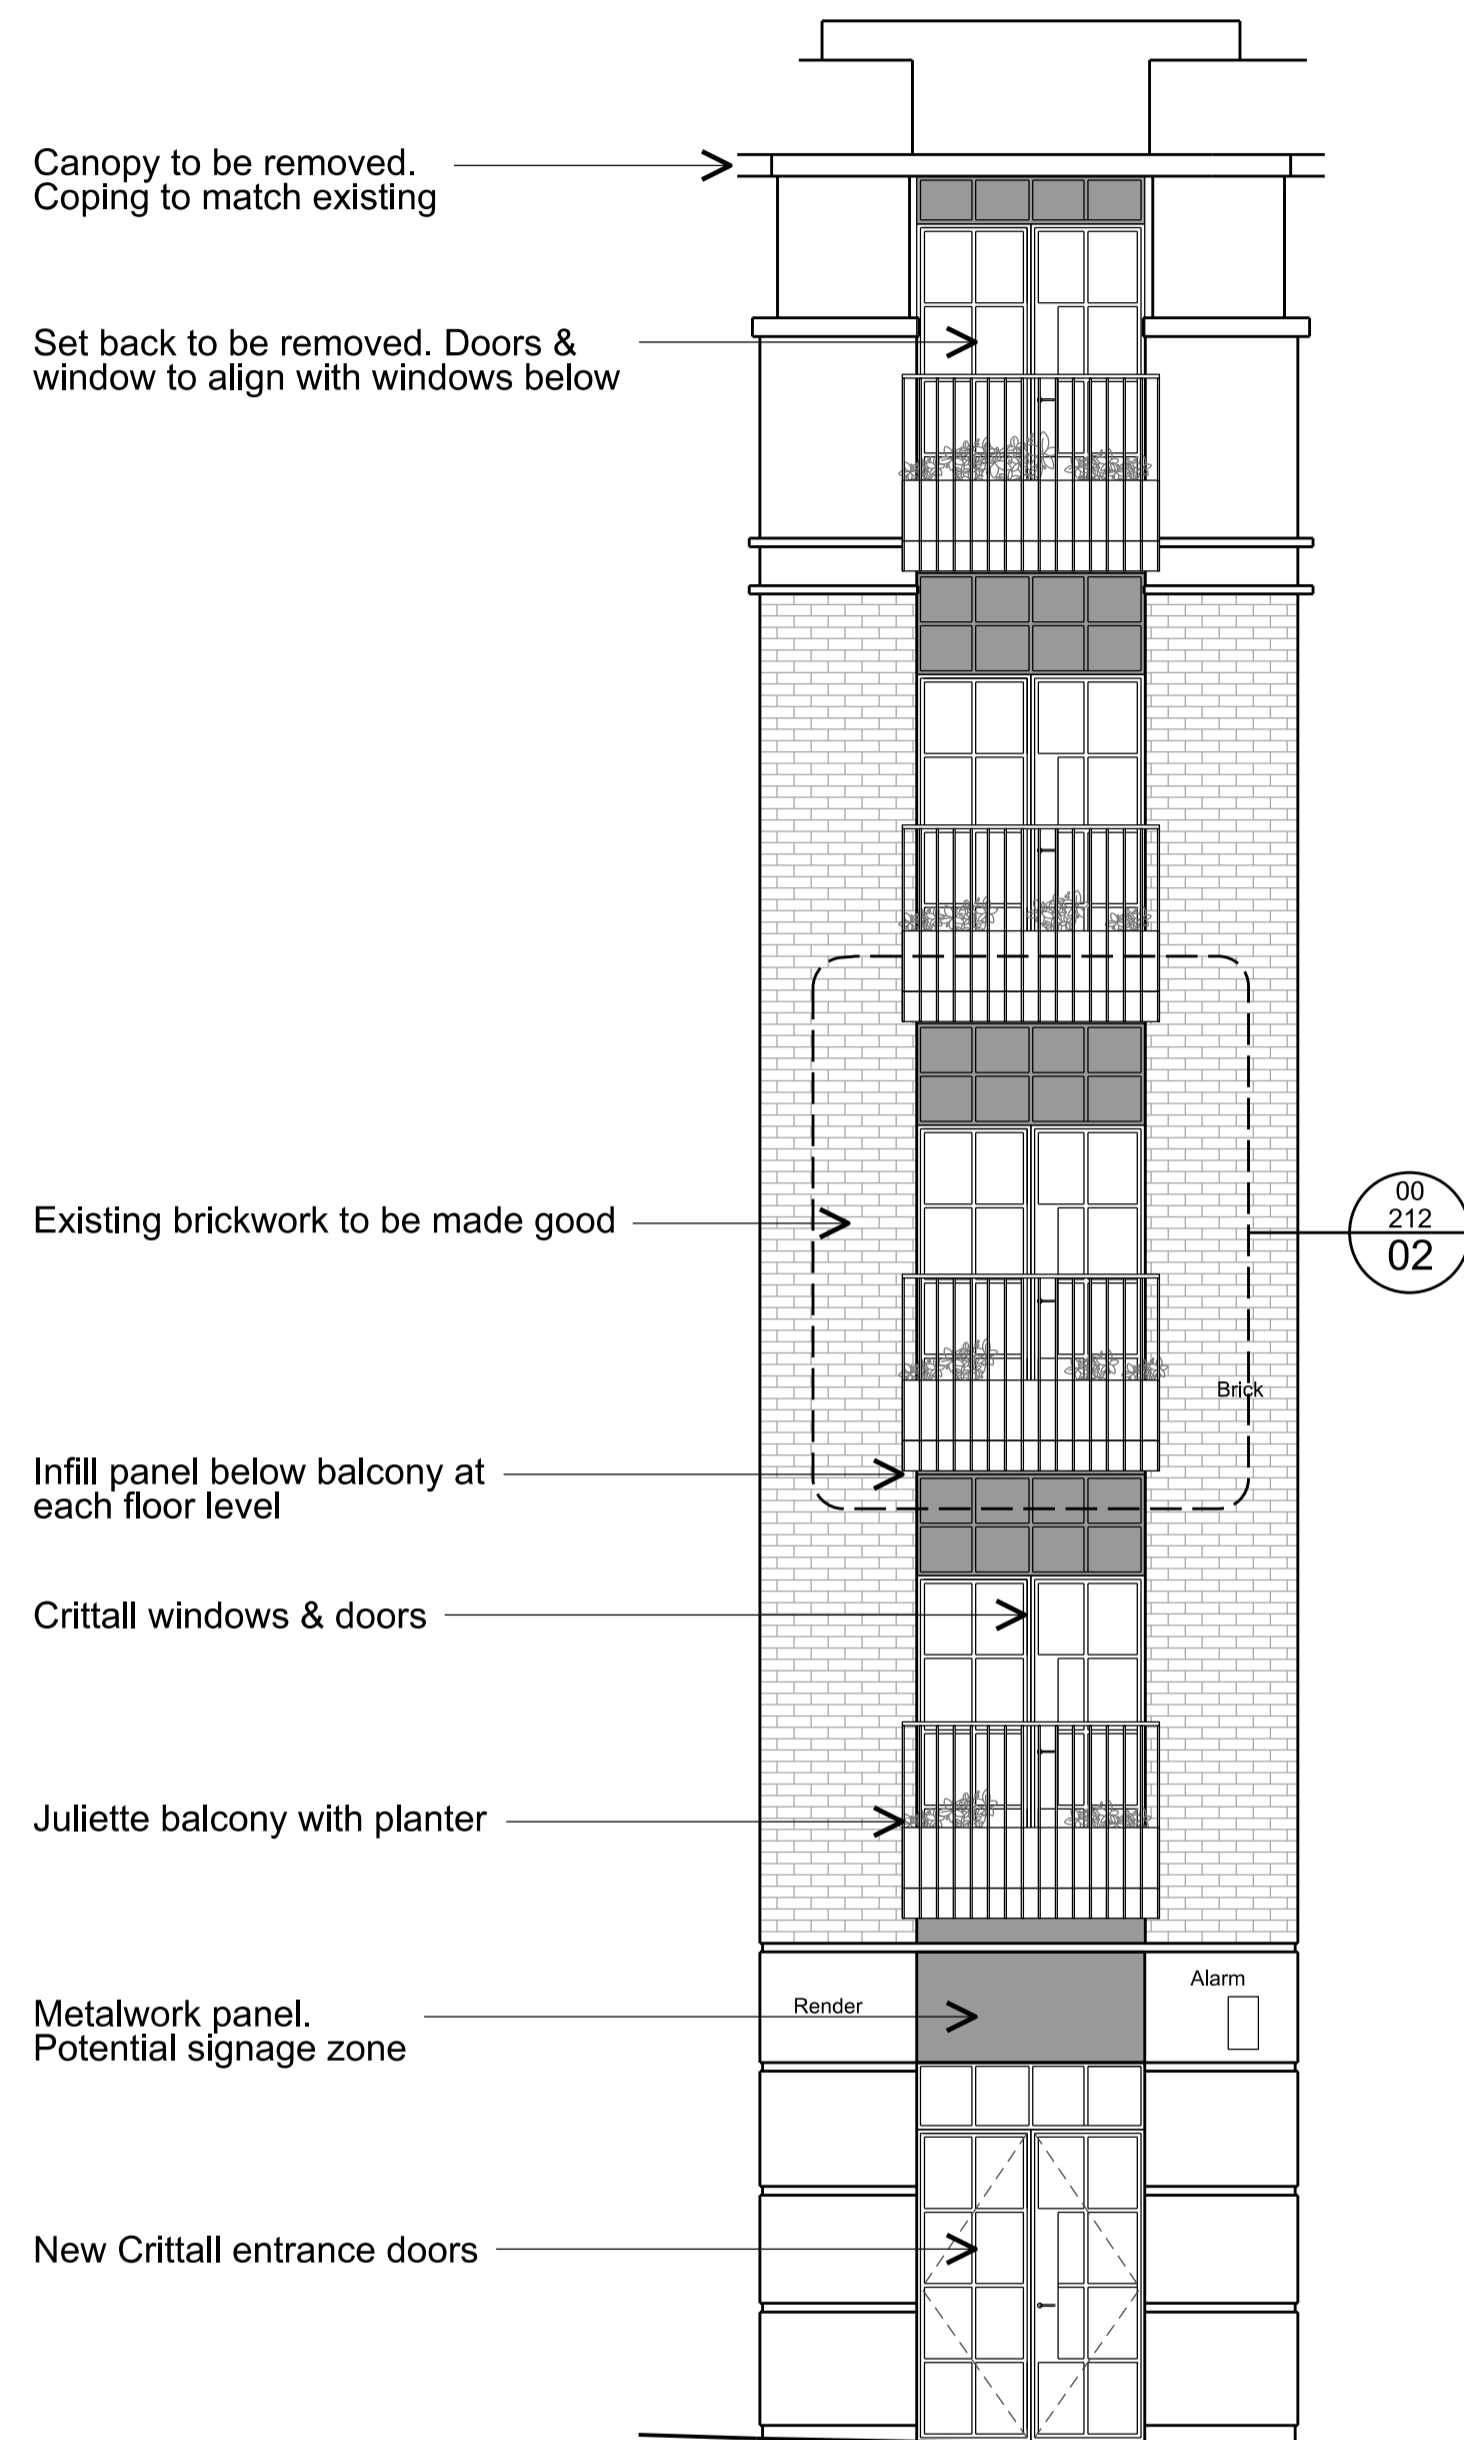 Canopy to be removed.
Coping to match existing
Set back to be removed. Doors &
window to align with windows below
Existing brickwork to be made good
00
212
02
Brick
Infill panel below balcony at
each floor level
Crittall windows & doors
Juliette balcony with planter
Alarm
Render
Metalwork panel.
Potential signage zone
New Crittall entrance doors